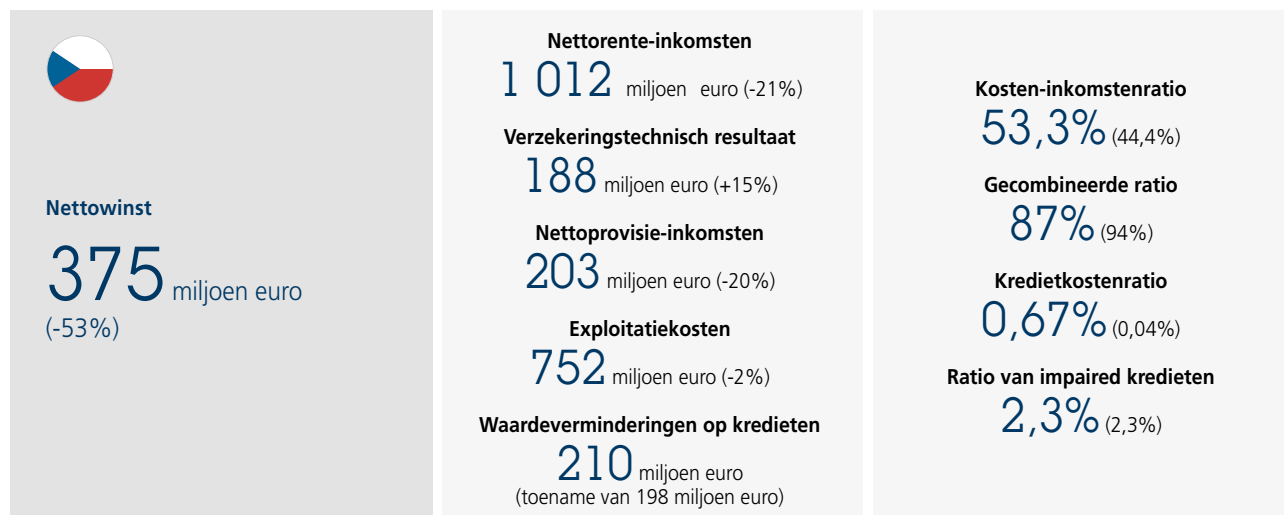 Nettowinst
375 miljoen euro
(-53%)
Nettorente-inkomsten
1 012 miljoen euro (-21%)
Verzekeringstechnisch resultaat
188 miljoen euro (+15%)
Nettoprovisie-inkomsten
203 miljoen euro (-20%)
Exploitatiekosten
752 miljoen euro (-2%)
Waardeverminderingen op kredieten
210 miljoen euro
(toename van 198 miljoen euro)
Kosten-inkomstenratio
53,3% (44,4%)
Gecombineerde ratio
87% (94%)
Kredietkostenratio
0,67% (0,04%)
Ratio van impaired kredieten
2,3% (2,3%)